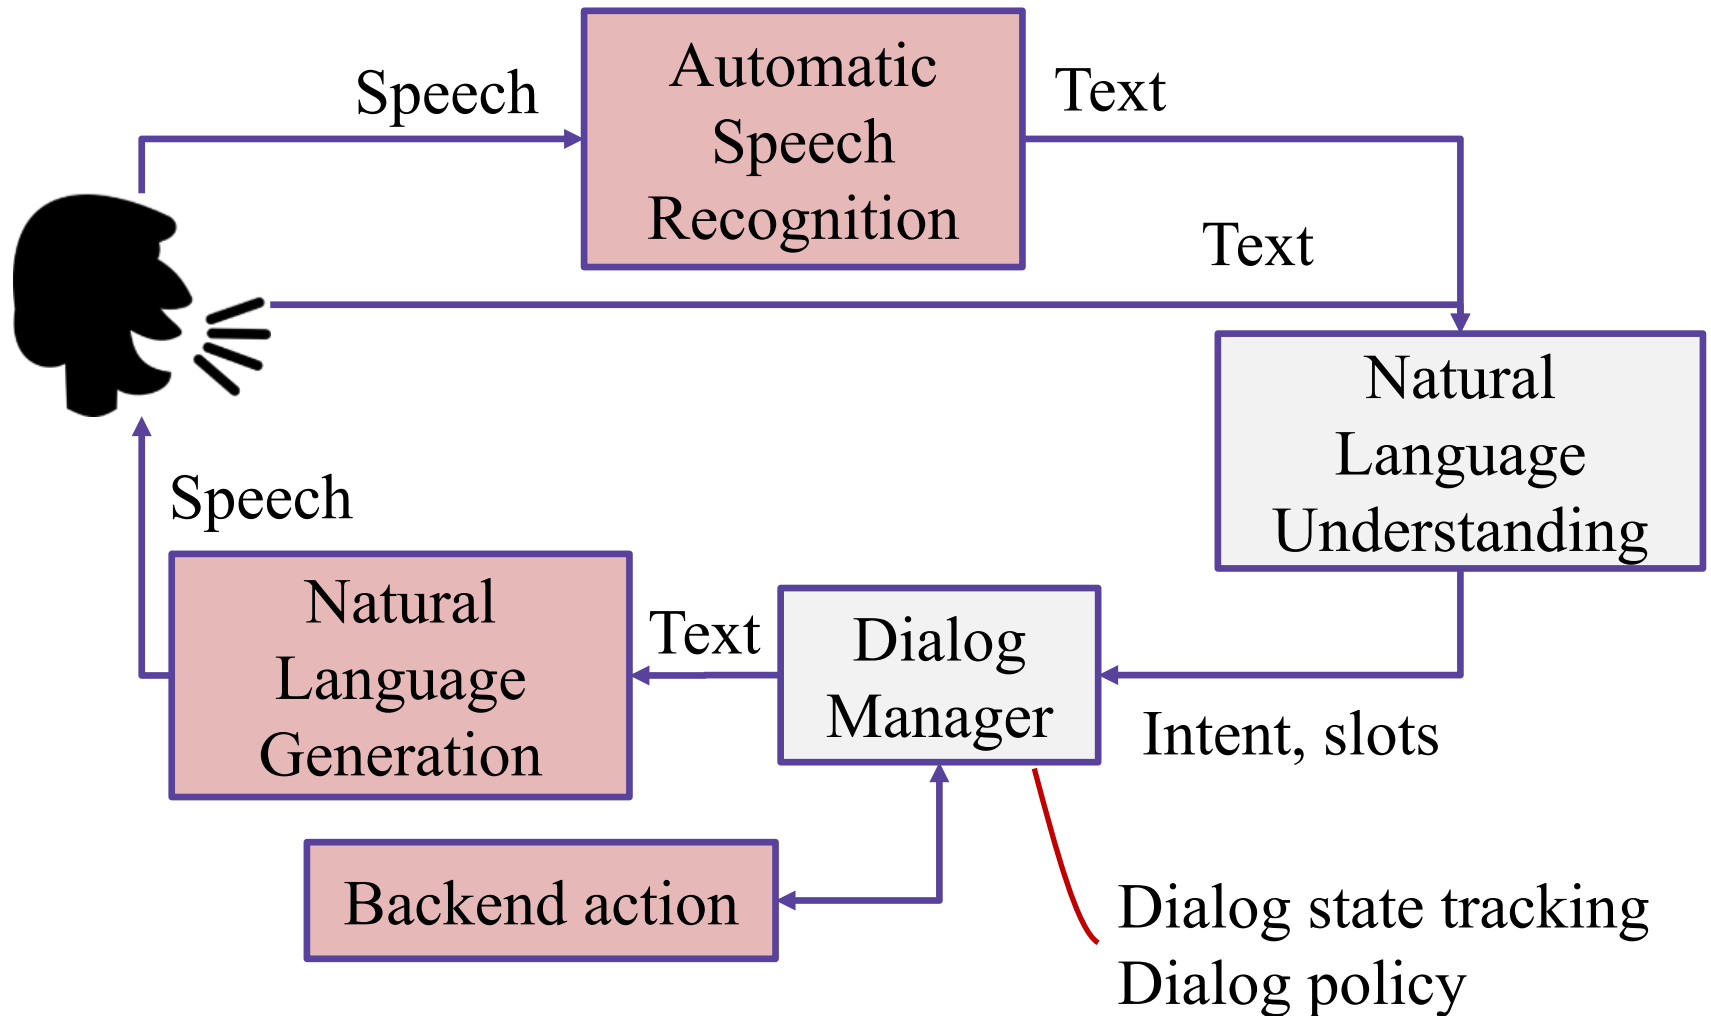 Automatic
Speech
Recognition
Speech
Text
Text
Natural
Language
Understanding
Speech
Natural
Language
Generation
Text
Dialog
Manager
Intent, slots
Backend action
Dialog state tracking
Dialog policy